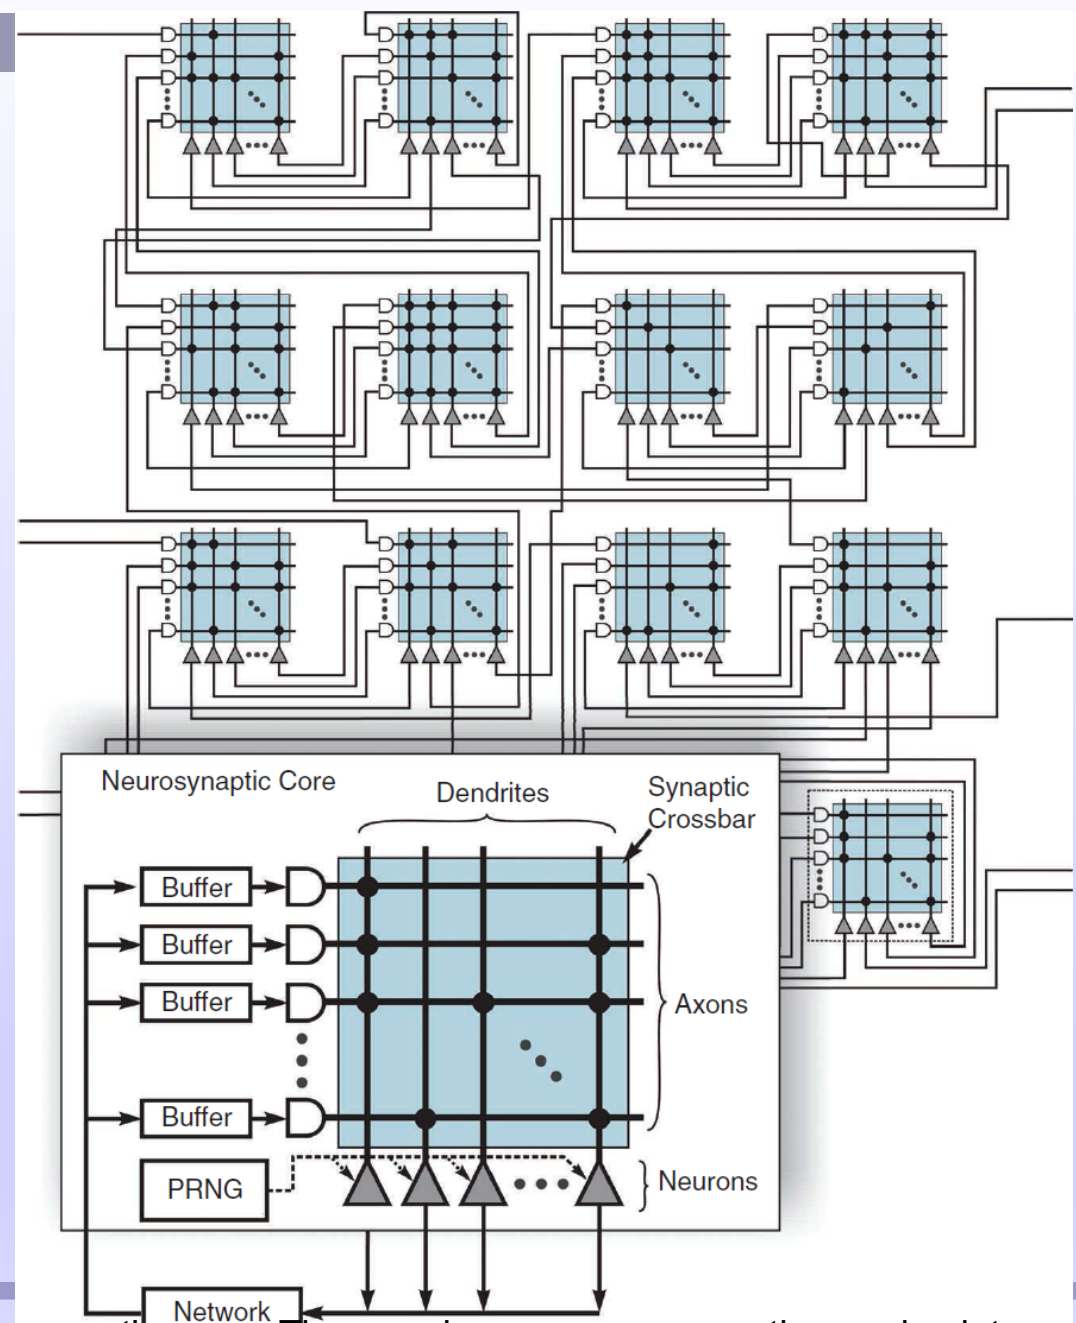 Neurosynaptic Core
Dendrites
Synaptic
Crossbar
Buffer
Buffer
Buffer
Axons
Buffer
PRNG
Neurons
Network